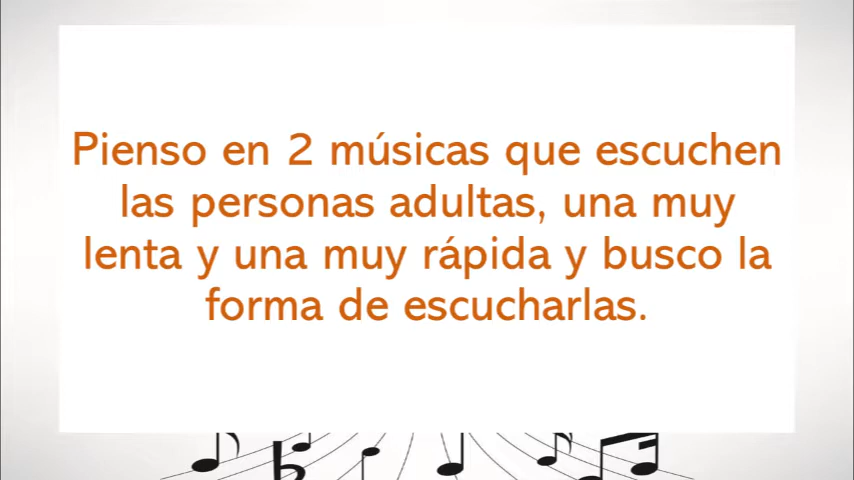 Pienso en 2 músicas que escuchen
las personas adultas, una muy
lenta y una muy rápida y busco la
forma de escucharlas.